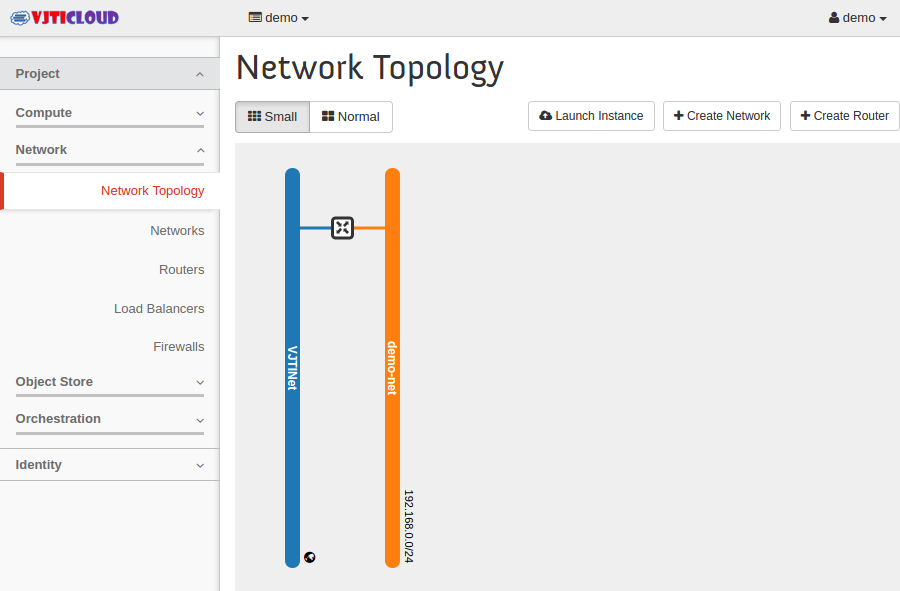 VJTICLOUD
demo
demo
Project
Compute
Network
Network Topology
Networks
Routers
Load Balancers
Firewalls
Object Store
Orchestration
Identity
Network Topology
Small
Normal
Launch Instance
Create Network
Create Router
VJTINet
demo-net
192.168.0.0/24